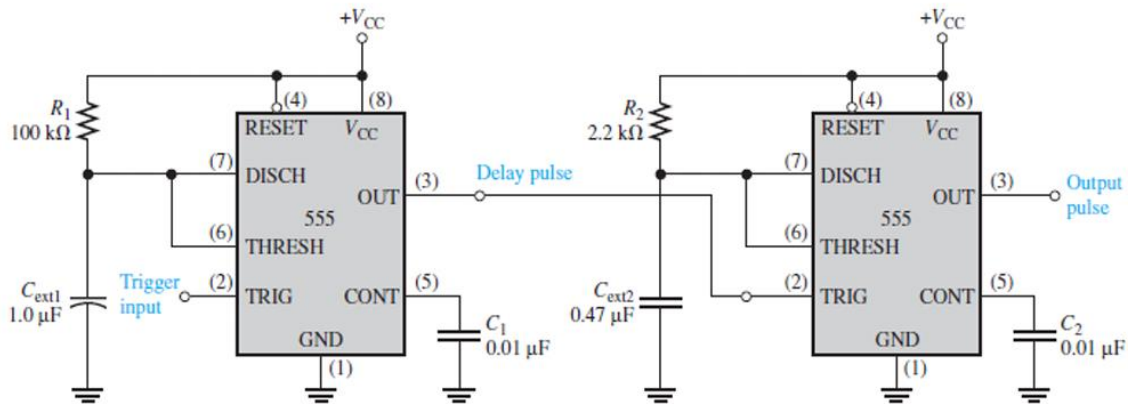 +VCC
+VCC
R1
100 kΩ
(4)
(8)
RESET
VCC
(7)
DISCH
(3)
OUT
555
(6)
THRESH
(2)
TRIG
CONT
(5)
GND
(1)
Cext1
1.0 μF
Trigger
input
C1
0.01 μF
Delay pulse
R2
2.2 kΩ
(4)
(8)
RESET
VCC
(7)
DISCH
(3)
OUT
555
(6)
THRESH
(2)
TRIG
CONT
(5)
GND
(1)
Cext2
0.47 μF
C2
0.01 μF
Output
pulse